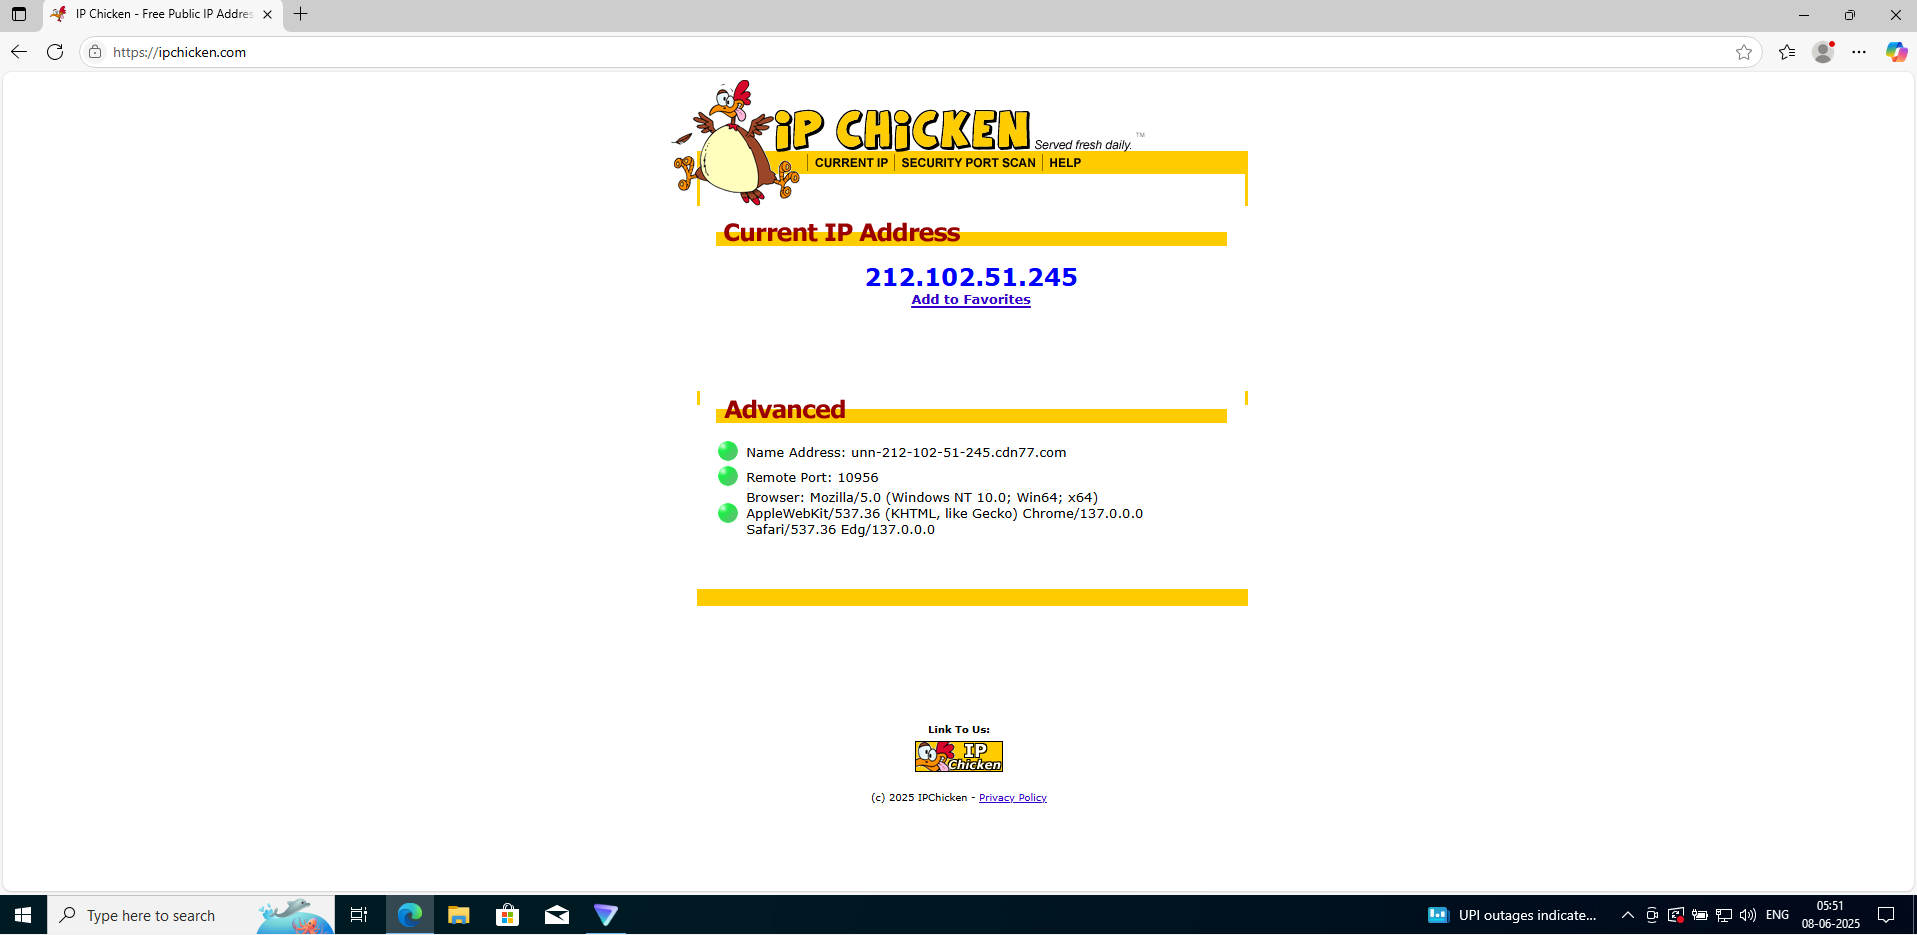 IP Chicken - Free Public IP Addres
https://ipchicken.com
iP CHiCKEN Served fresh daily. ™
CURRENT IP | SECURITY PORT SCAN | HELP
Current IP Address
212.102.51.245
Add to Favorites
Advanced
Name Address: unn-212-102-51-245.cdn77.com
Remote Port: 10956
Browser: Mozilla/5.0 (Windows NT 10.0; Win64; x64)
AppleWebKit/537.36 (KHTML, like Gecko) Chrome/137.0.0.0
Safari/537.36 Edg/137.0.0.0
Link To Us:
IP
Chicken
(c) 2025 IPChicken - Privacy Policy
Type here to search
UPI outages indicate...
ENG
05:51
08-06-2025